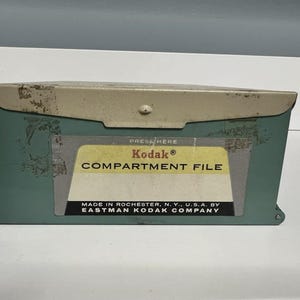 PRESS HERE
Kodak®
COMPARTMENT FILE
MADE IN ROCHESTER, N.Y., U.S.A. BY
EASTMAN KODAK COMPANY